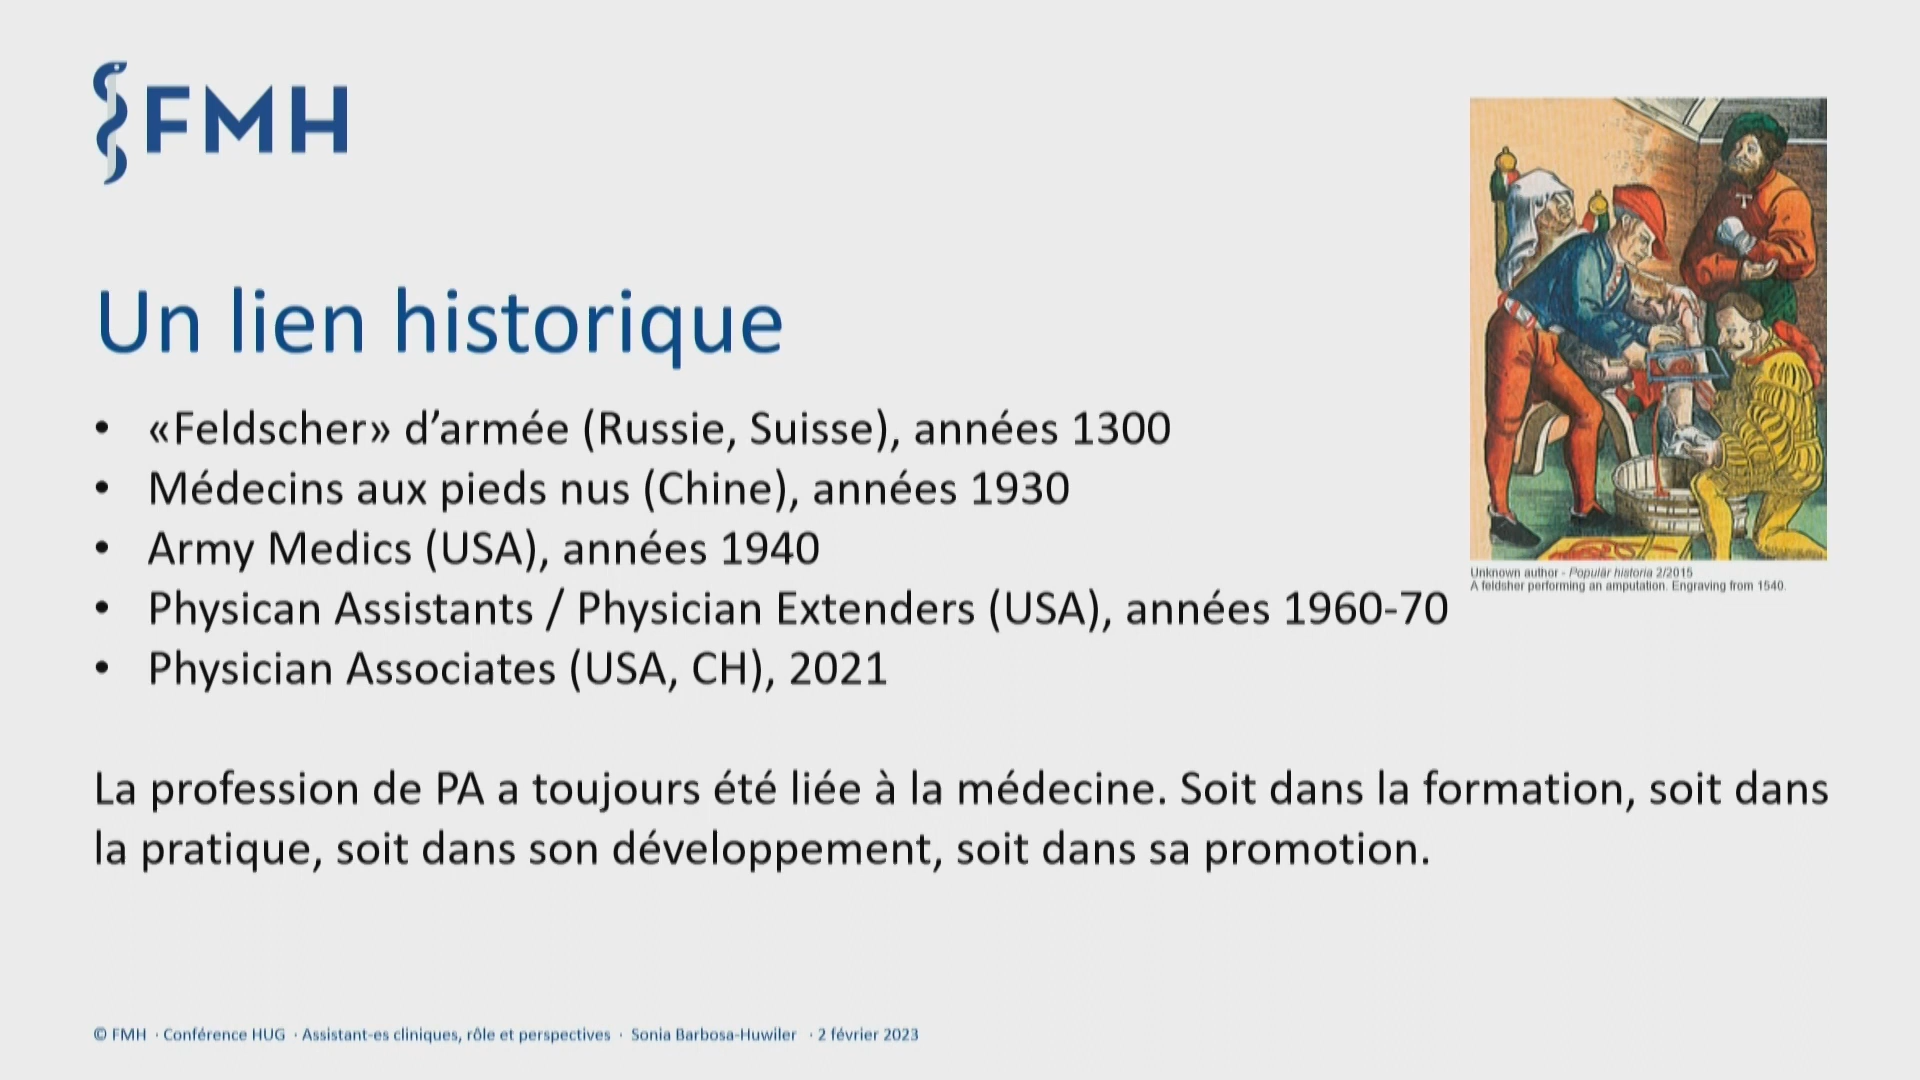 FMH
Un lien historique
• «Feldscher» d’armée (Russie, Suisse), années 1300
• Médecins aux pieds nus (Chine), années 1930
• Army Medics (USA), années 1940
• Physican Assistants / Physician Extenders (USA), années 1960-70
• Physician Associates (USA, CH), 2021
Unknown author - Populär historia 2/2015
A feldsher performing an amputation. Engraving from 1540.
La profession de PA a toujours été liée à la médecine. Soit dans la formation, soit dans
la pratique, soit dans son développement, soit dans sa promotion.
© FMH · Conférence HUG · Assistant-es cliniques, rôle et perspectives · Sonia Barbosa-Huwiler · 2 février 2023